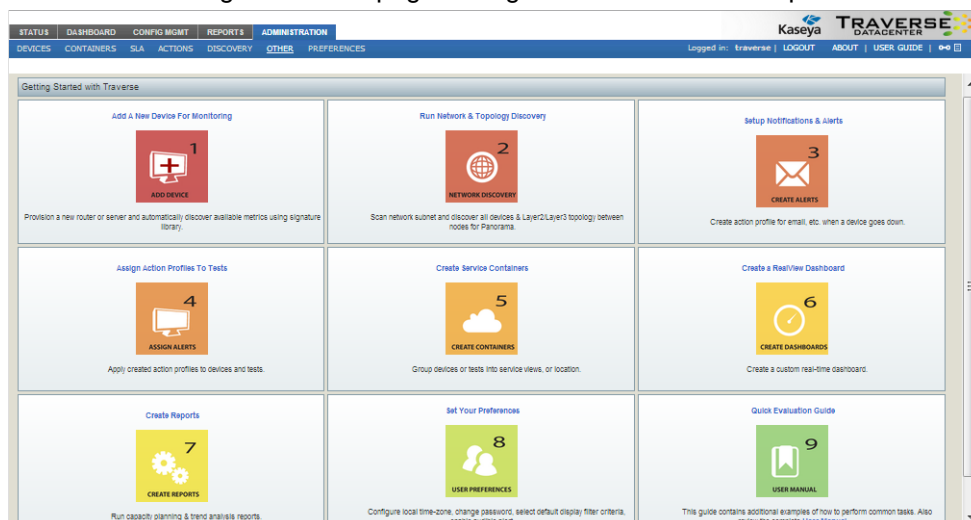 Kaseya TRAVERSE
DATACENTER
STATUS DASHBOARD CONFIG MGMT REPORTS ADMINISTRATION
DEVICES CONTAINERS SLA ACTIONS DISCOVERY OTHER PREFERENCES
Logged in: traverse | LOGOUT ABOUT | USER GUIDE |
Getting Started with Traverse
Add A New Device For Monitoring
1
ADD DEVICE
Provision a new router or server and automatically discover available metrics using signature
library.
Run Network & Topology Discovery
2
NETWORK DISCOVERY
Scan network subnet and discover all devices & Layer2/Layer3 topology between
nodes for Panorama.
Setup Notifications & Alerts
3
CREATE ALERTS
Create action profile for email, etc. when a device goes down.
Assign Action Profiles To Tests
4
ASSIGN ALERTS
Apply created action profiles to devices and tests.
Create Service Containers
5
CREATE CONTAINERS
Group devices or tests into service views, or location.
Create a RealView Dashboard
6
CREATE DASHBOARDS
Create a custom real-time dashboard.
Create Reports
7
CREATE REPORTS
Run capacity planning & trend analysis reports.
Set Your Preferences
8
USER PREFERENCES
Configure local time-zone, change password, select default display filter criteria,
Quick Evaluation Guide
9
USER MANUAL
This guide contains additional examples of how to perform common tasks. Also